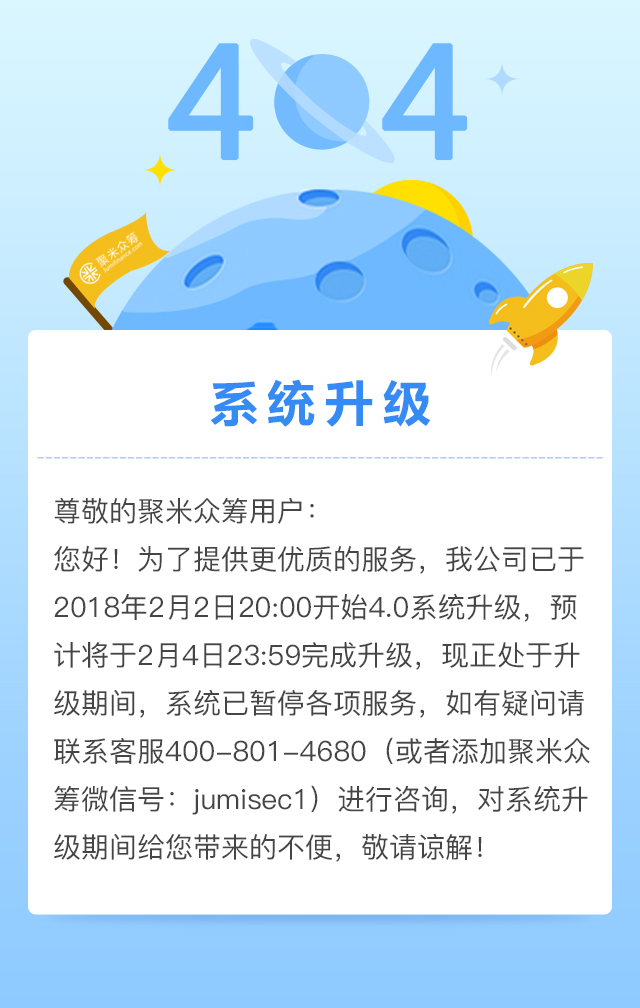 404
聚米众筹
jumifinance.com
系统升级
尊敬的聚米众筹用户：
您好！为了提供更优质的服务，我公司已于
2018年2月2日20:00开始4.0系统升级，预
计将于2月4日23:59完成升级，现正处于升
级期间，系统已暂停各项服务，如有疑问请
联系客服400-801-4680（或者添加聚米众
筹微信号：jumisec1）进行咨询，对系统升
级期间给您带来的不便，敬请谅解！